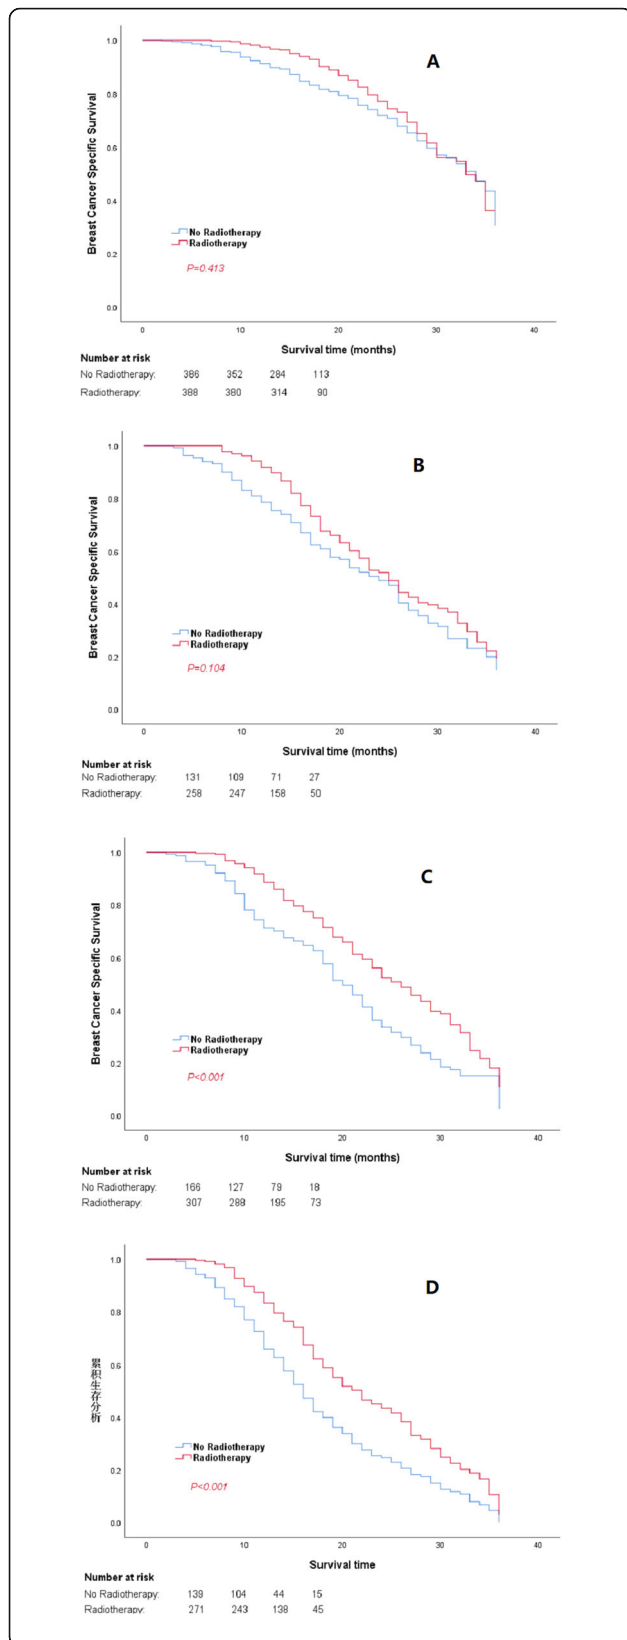 A
Breast Cancer Specific Survival
1.0
0.8
0.6
0.4
0.2
0.0
No Radiotherapy
Radiotherapy
P=0.413
0 10 20 30 40
Survival time (months)
Number at risk
No Radiotherapy: 386 352 284 113
Radiotherapy: 388 380 314 90
B
Breast Cancer Specific Survival
1.0
0.8
0.6
0.4
0.2
0.0
No Radiotherapy
Radiotherapy
P=0.104
0 10 20 30 40
Survival time (months)
Number at risk
No Radiotherapy: 131 109 71 27
Radiotherapy: 258 247 158 50
C
Breast Cancer Specific Survival
1.0
0.8
0.6
0.4
0.2
0.0
No Radiotherapy
Radiotherapy
P<0.001
0 10 20 30 40
Survival time (months)
Number at risk
No Radiotherapy: 166 127 79 18
Radiotherapy: 307 288 195 73
D
累积生存分析
1.0
0.8
0.6
0.4
0.2
0.0
No Radiotherapy
Radiotherapy
P<0.001
0 10 20 30 40
Survival time
Number at risk
No Radiotherapy: 139 104 44 15
Radiotherapy: 271 243 138 45